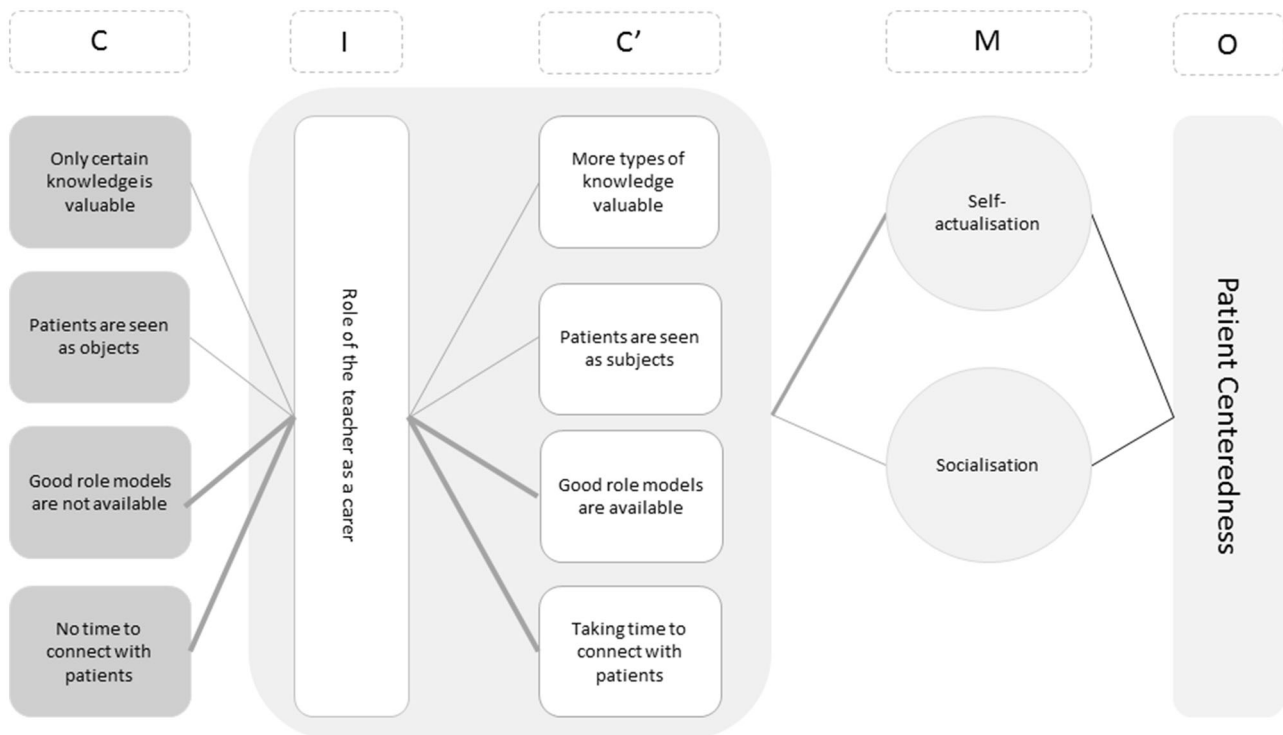 C
I
C’
M
O
Only certain
knowledge is
valuable
Patients are seen
as objects
Good role models
are not available
No time to
connect with
patients
Role of the teacher as a carer
More types of
knowledge
valuable
Patients are seen
as subjects
Good role models
are available
Taking time to
connect with
patients
Self-
actualisation
Socialisation
Patient Centeredness